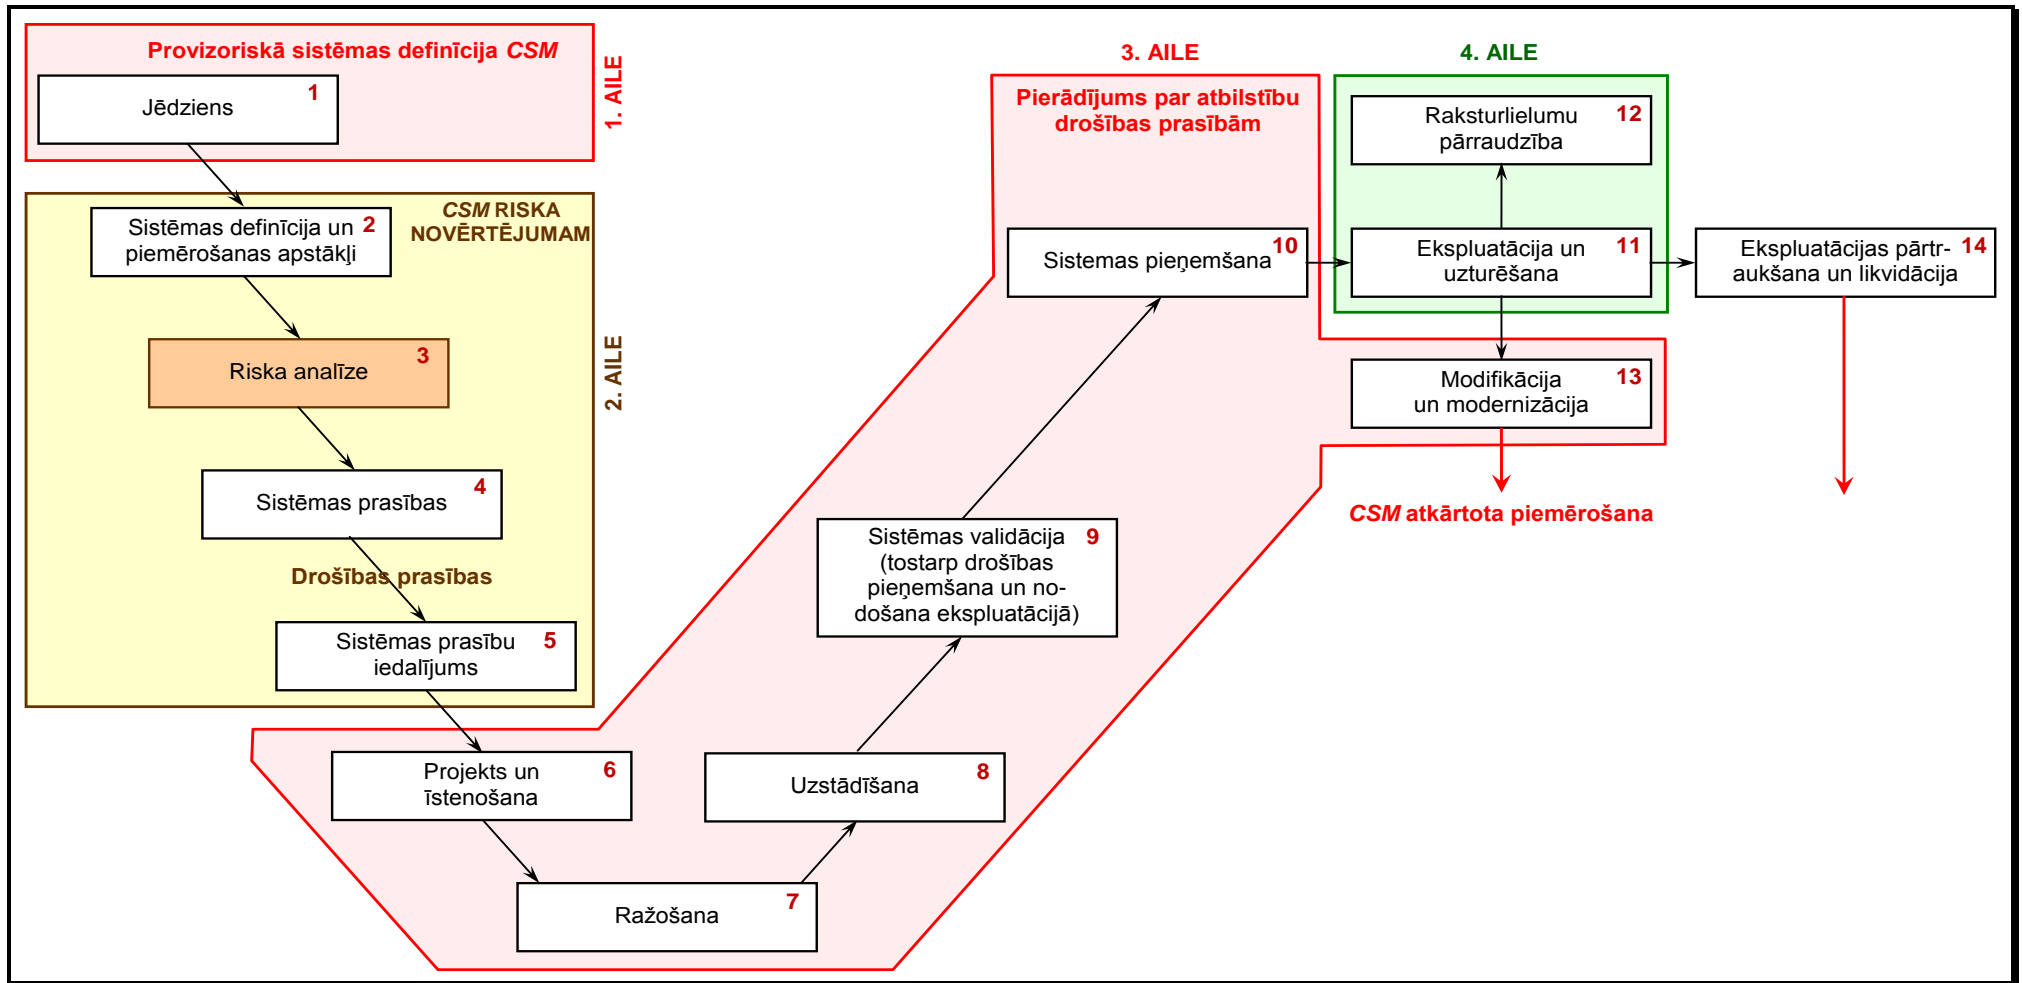 Provizoriskā sistēmas definīcija CSM
1. AILE
Jēdziens
1
CSM RISKA
NOVĒRTĒJUMAM
2. AILE
Sistēmas definīcija un
piemērošanas apstākļi
2
Riska analīze
3
Sistēmas prasības
4
Drošības prasības
Sistēmas prasību
iedalījums
5
3. AILE
Pierādījums par atbilstību
drošības prasībām
Projekts un
īstenošana
6
Ražošana
7
Uzstādīšana
8
Sistēmas validācija
(tostarp drošības
pieņemšana un no-
došana ekspluatācijā)
9
Sistemas pieņemšana
10
4. AILE
Ekspluatācija un
uzturēšana
11
Raksturlielumu
pārraudzība
12
Modifikācija
un modernizācija
13
Ekspluatācijas pārtr-
aukšana un likvidācija
14
CSM atkārtota piemērošana